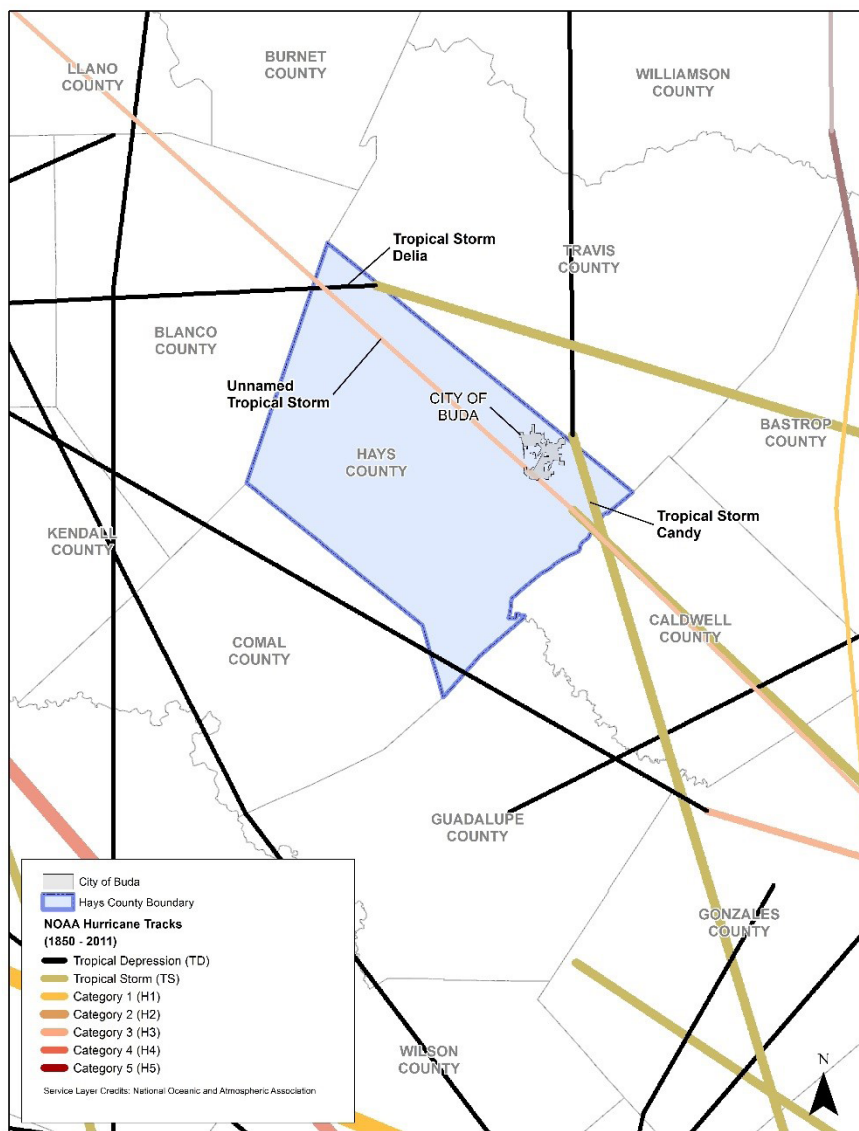 LLANO
COUNTY
BURNET
COUNTY
WILLIAMSON
COUNTY
Tropical Storm
Delia
TRAVIS
COUNTY
BLANCO
COUNTY
Unnamed
Tropical Storm
CITY OF
BUDA
BASTROP
COUNTY
HAYS
COUNTY
Tropical Storm
Candy
KENDALL
COUNTY
CALDWELL
COUNTY
COMAL
COUNTY
GUADALUPE
COUNTY
GONZALES
COUNTY
WILSON
COUNTY
City of Buda
Hays County Boundary
NOAA Hurricane Tracks
(1850 - 2011)
Tropical Depression (TD)
Tropical Storm (TS)
Category 1 (H1)
Category 2 (H2)
Category 3 (H3)
Category 4 (H4)
Category 5 (H5)
Service Layer Credits: National Oceanic and Atmospheric Association
N